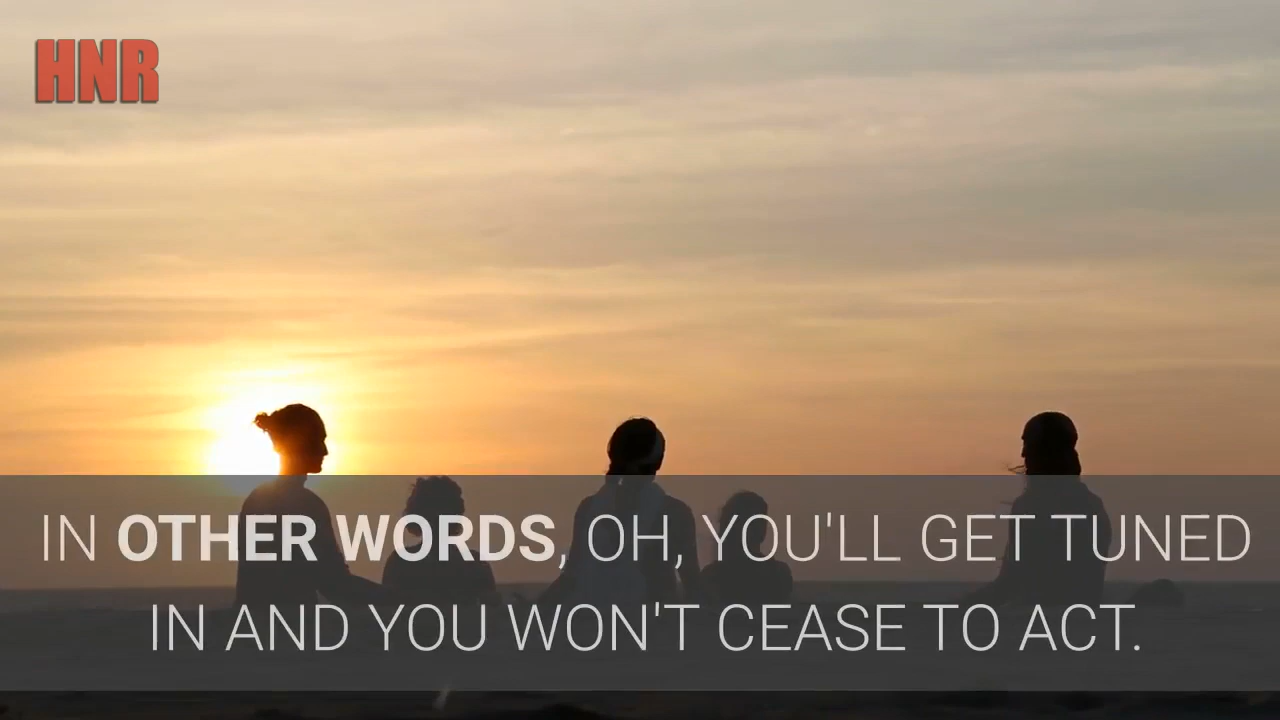 HNR
IN OTHER WORDS, OH, YOU'LL GET TUNED
IN AND YOU WON'T CEASE TO ACT.